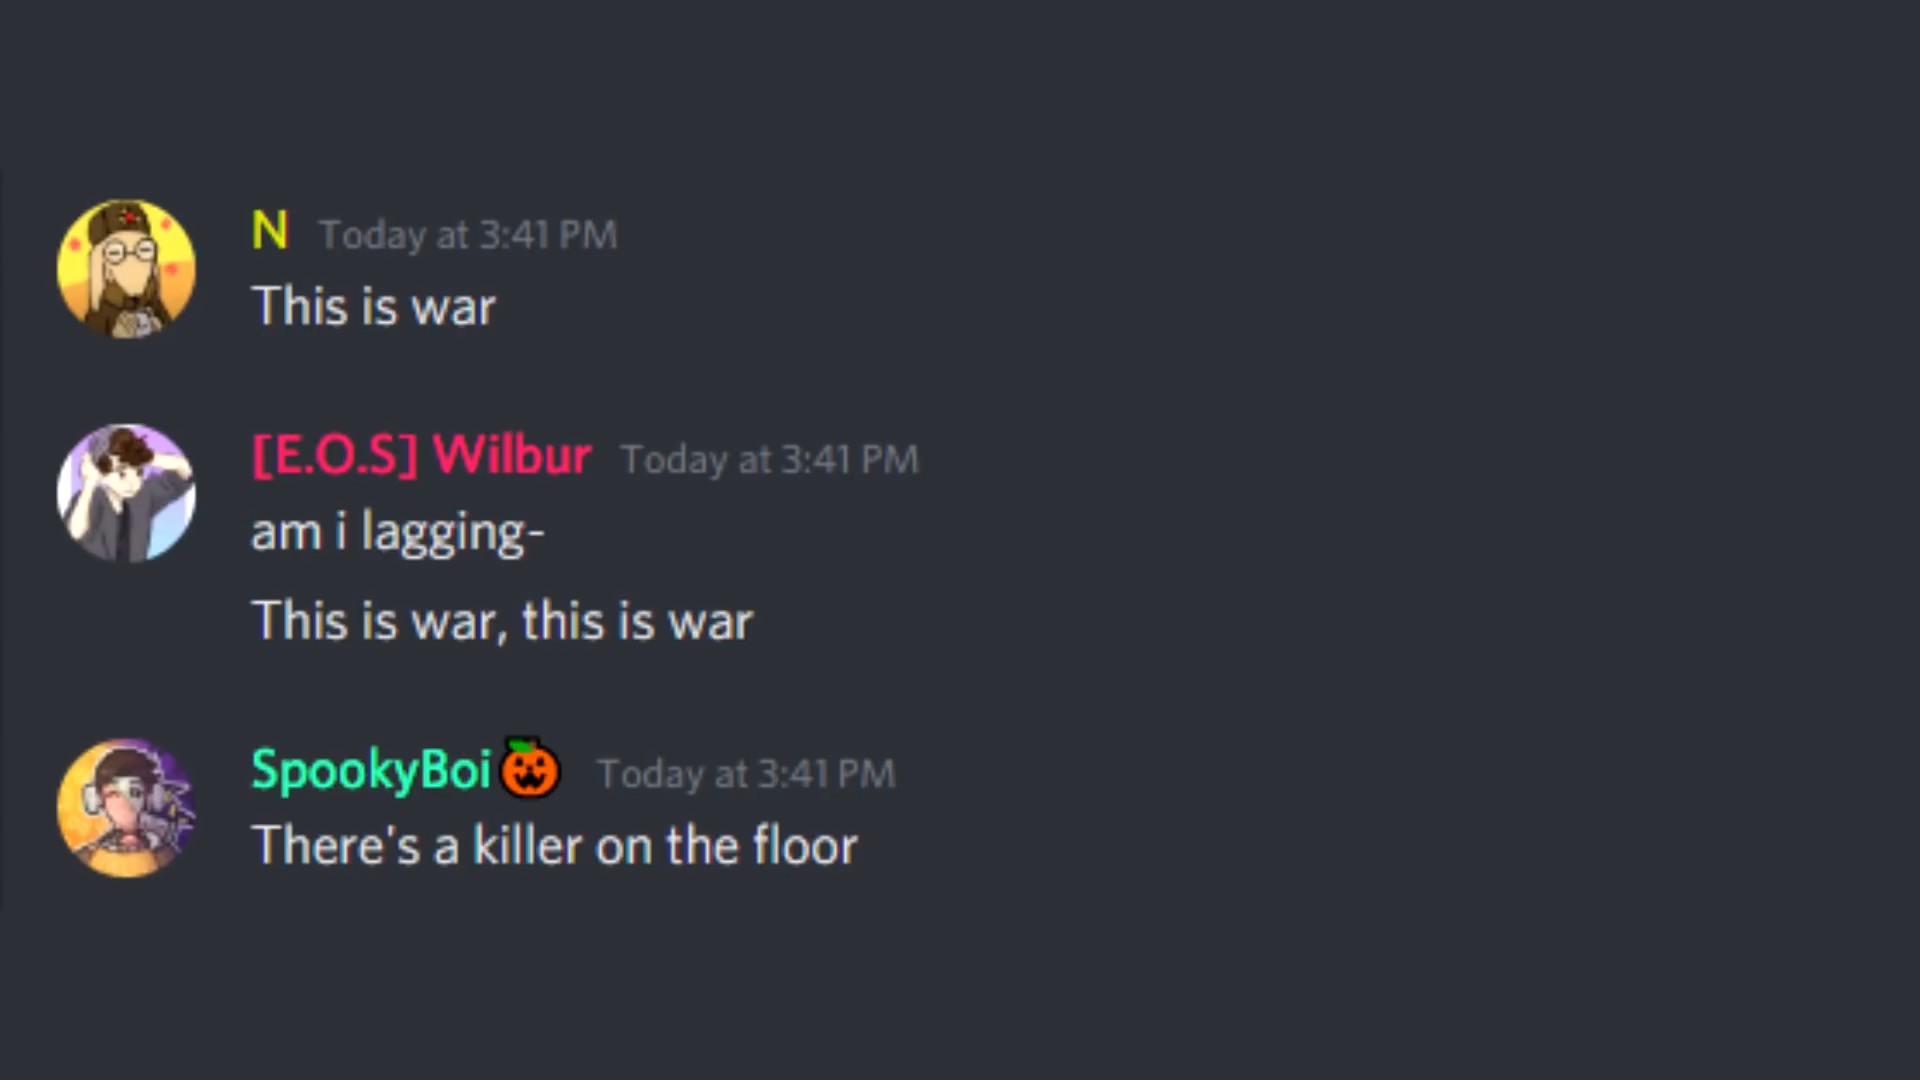 N Today at 3:41 PM
This is war
[E.O.S] Wilbur Today at 3:41 PM
am i lagging-
This is war, this is war
SpookyBoi🎃 Today at 3:41 PM
There's a killer on the floor